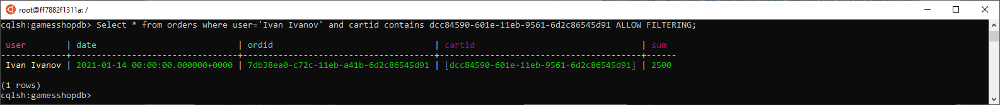 root@ff7882f1311a: /
cqlsh:gamesshopdb> Select * from orders where user='Ivan Ivanov' and cartid contains dcc84590-601e-11eb-9561-6d2c86545d91 ALLOW FILTERING;
user | date | ordid | cartid | sum
Ivan Ivanov | 2021-01-14 00:00:00.000000+0000 | 7db38ea0-c72c-11eb-a41b-6d2c86545d91 | [dcc84590-601e-11eb-9561-6d2c86545d91] | 2500
(1 rows)
cqlsh:gamesshopdb>